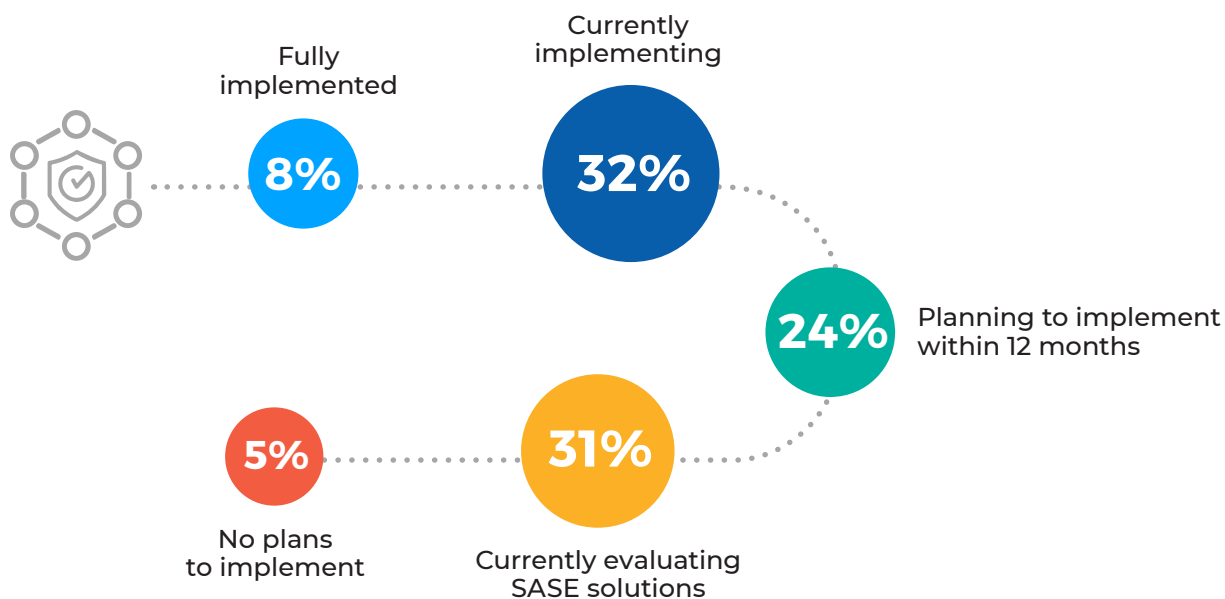 Fully
implemented
8%
Currently
implementing
32%
24%
Planning to implement
within 12 months
31%
Currently evaluating
SASE solutions
5%
No plans
to implement